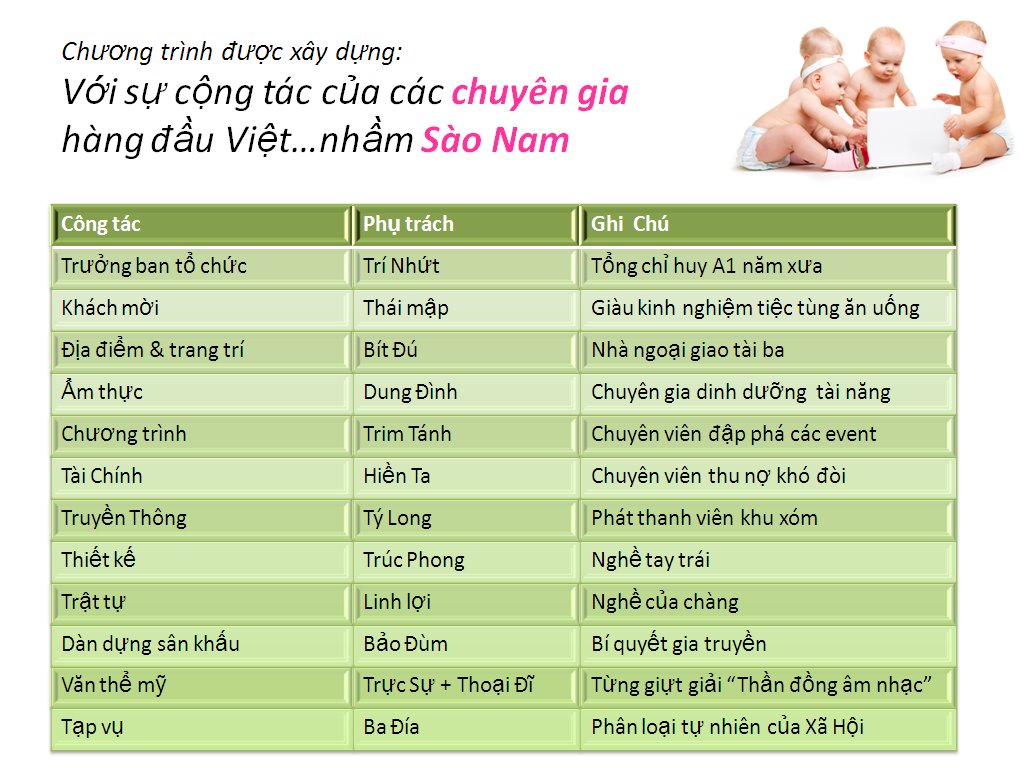 Chương trình được xây dựng:
Với sự cộng tác của các chuyên gia
hàng đầu Việt...nhầm Sào Nam
Công tác Phụ trách Ghi Chú
Trưởng ban tổ chức Trí Nhứt Tổng chỉ huy A1 năm xưa
Khách mời Thái mập Giàu kinh nghiệm tiệc tùng ăn uống
Địa điểm & trang trí Bít Đú Nhà ngoại giao tài ba
Ẩm thực Dung Đình Chuyên gia dinh dưỡng tài năng
Chương trình Trim Tánh Chuyên viên đập phá các event
Tài Chính Hiền Ta Chuyên viên thu nợ khó đòi
Truyền Thông Tý Long Phát thanh viên khu xóm
Thiết kế Trúc Phong Nghề tay trái
Trật tự Linh lợi Nghề của chàng
Dàn dựng sân khấu Bảo Đùm Bí quyết gia truyền
Văn thể mỹ Trực Sự + Thoại Đĩ Từng giựt giải “Thần đồng âm nhạc”
Tạp vụ Ba Đía Phân loại tự nhiên của Xã Hội